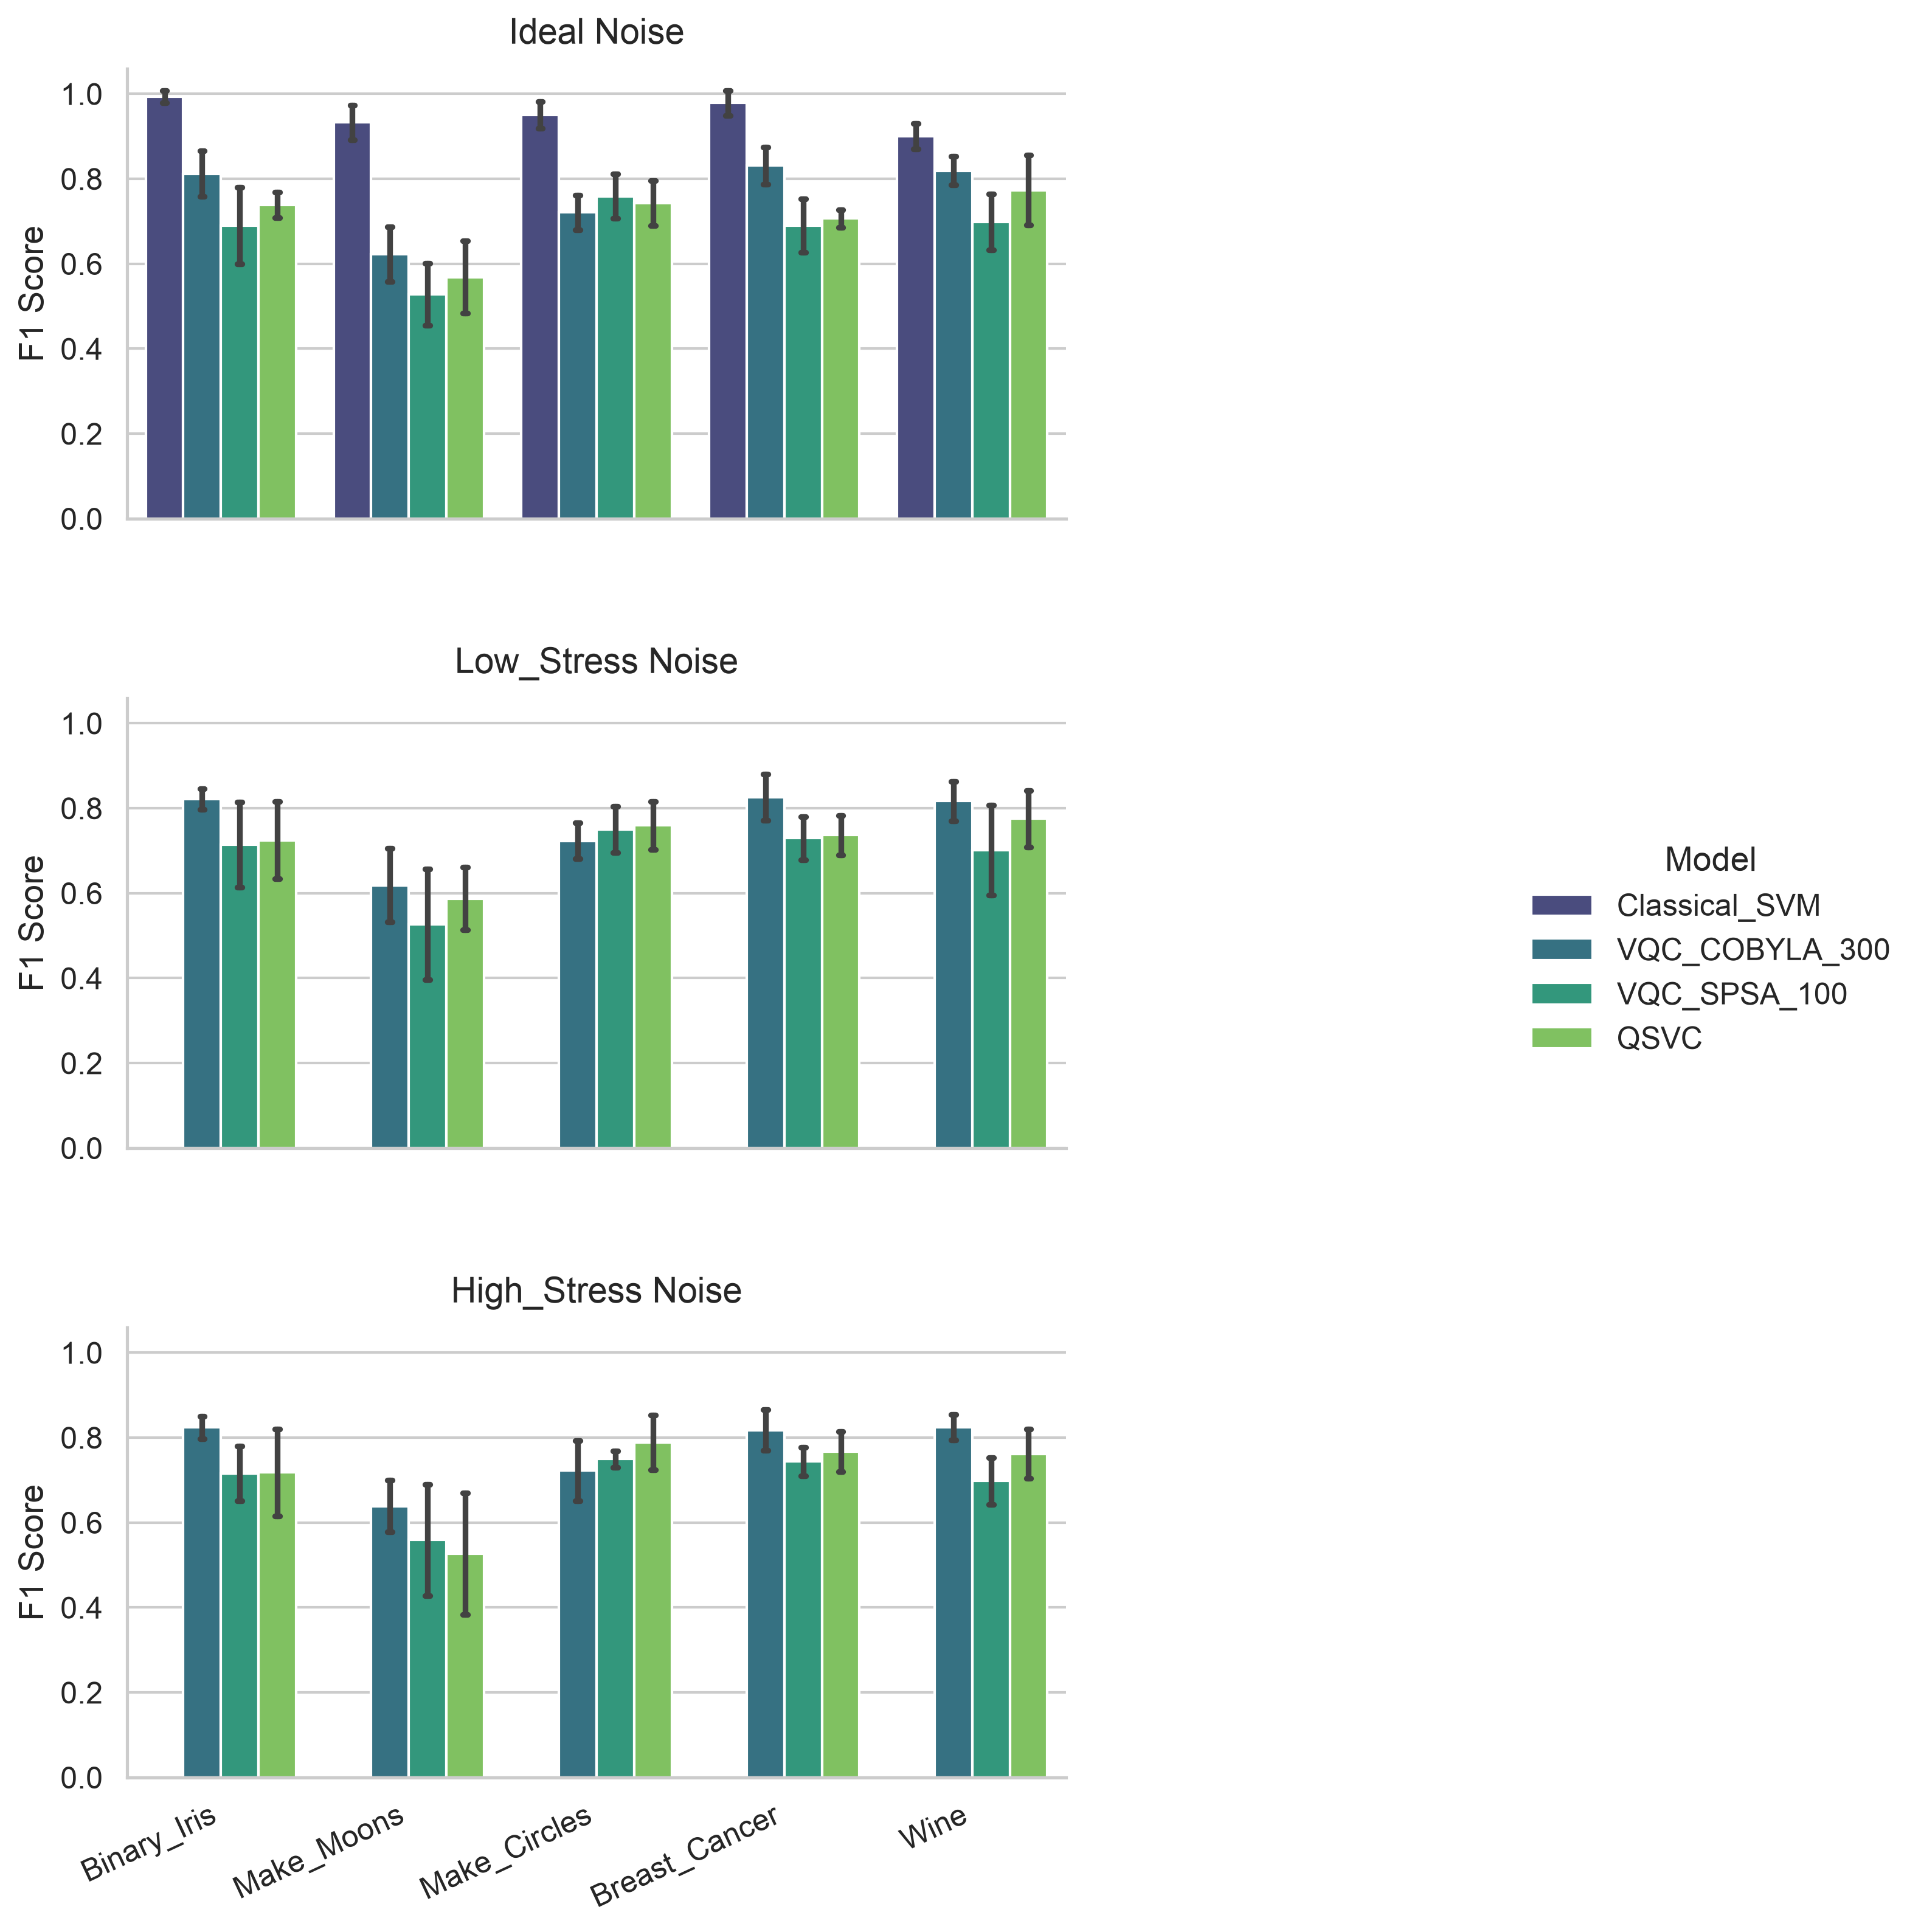 Ideal Noise
1.0
0.8
0.6
0.4
0.2
0.0
F1 Score
Low_Stress Noise
1.0
0.8
0.6
0.4
0.2
0.0
F1 Score
Model
Classical_SVM
VQC_COBYLA_300
VQC_SPSA_100
QSVC
High_Stress Noise
1.0
0.8
0.6
0.4
0.2
0.0
F1 Score
Binary_Iris
Make_Moons
Make_Circles
Breast_Cancer
Wine